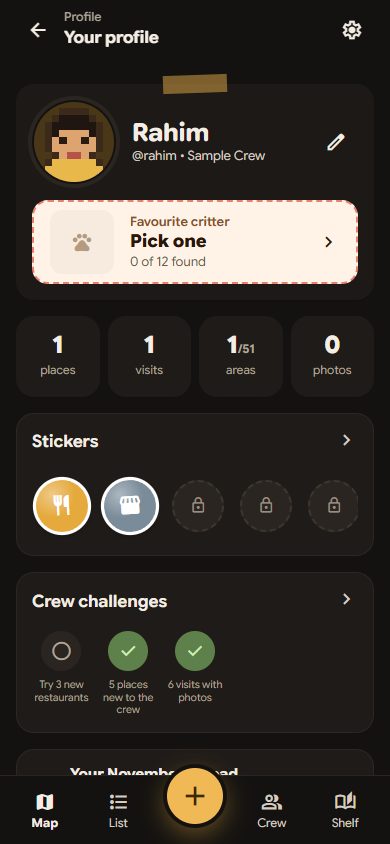 Profile
Your profile
Rahim
@rahim • Sample Crew
Favourite critter
Pick one
0 of 12 found
1
places
1
visits
1/51
areas
0
photos
Stickers
Crew challenges
Try 3 new
restaurants
5 places
new to the
crew
6 visits with
photos
Your November
Map
List
Crew
Shelf